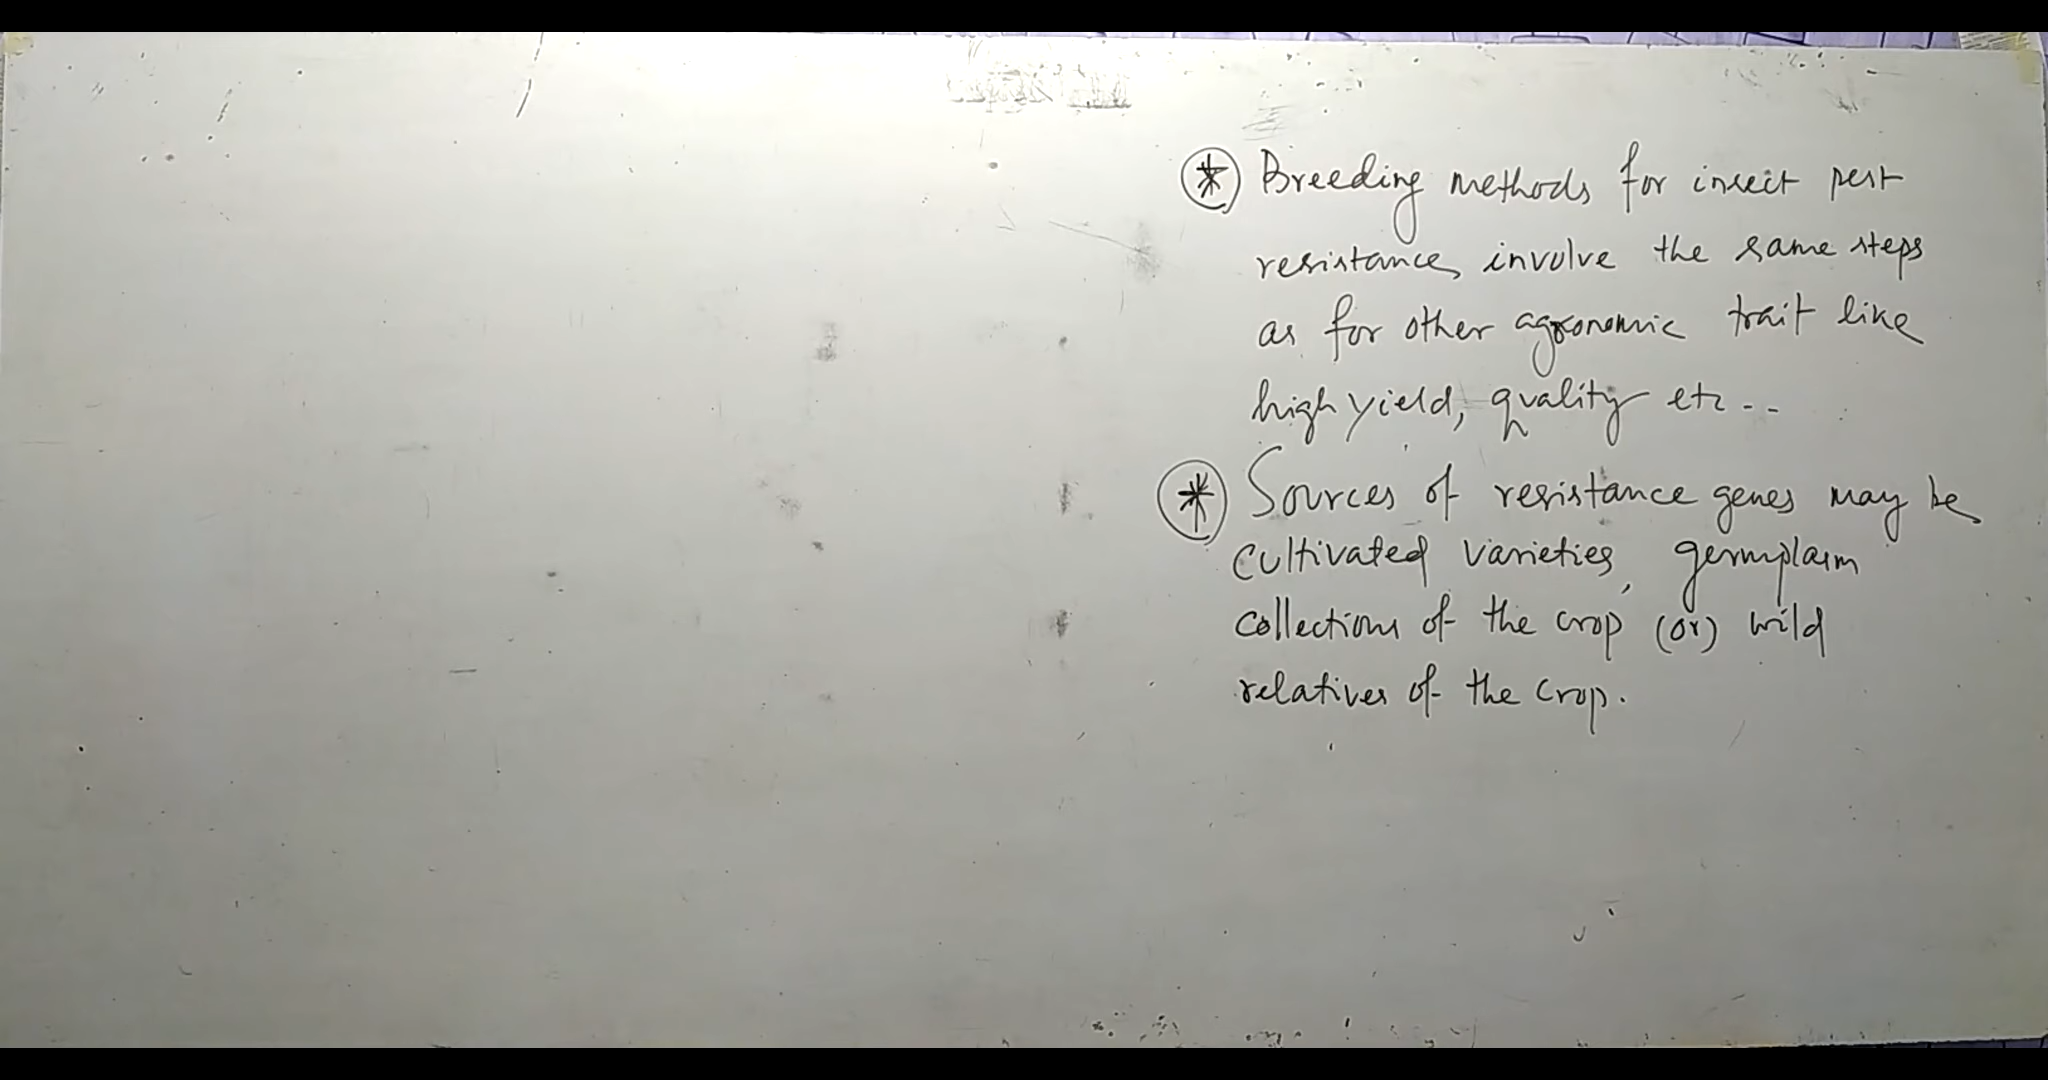 * Breeding methods for insect pest
resistance, involve the same steps
as for other agronomic trait like
high yield, quality etc --
* Sources of resistance genes may be
cultivated varieties, germplasm
collections of the crop (or) wild
relatives of the crop.